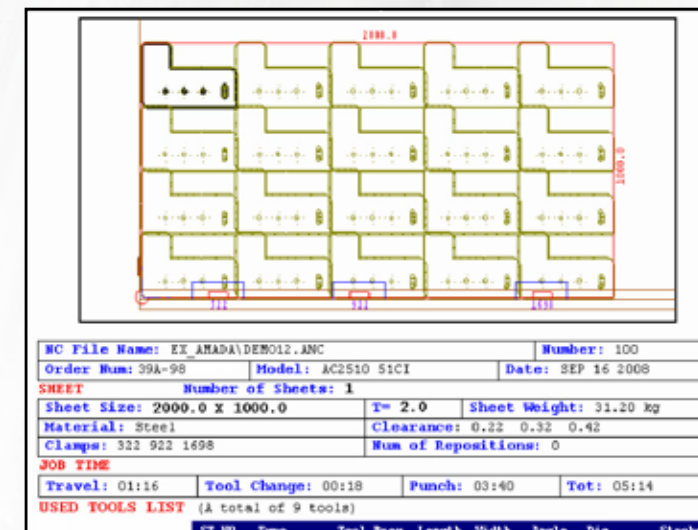 2000.0
1000.0
322 922 1698
NC File Name: EX_AMADA\DEMO12.ANC Number: 100
Order Num: 39A-98 Model: AC2510 51CI Date: SEP 16 2008
SHEET Number of Sheets: 1
Sheet Size: 2000.0 X 1000.0 T= 2.0 Sheet Weight: 31.20 kg
Material: Steel Clearance: 0.22 0.32 0.42
Clamps: 322 922 1698 Num of Repositions: 0
JOB TIME
Travel: 01:16 Tool Change: 00:18 Punch: 03:40 Tot: 05:14
USED TOOLS LIST (A total of 9 tools)